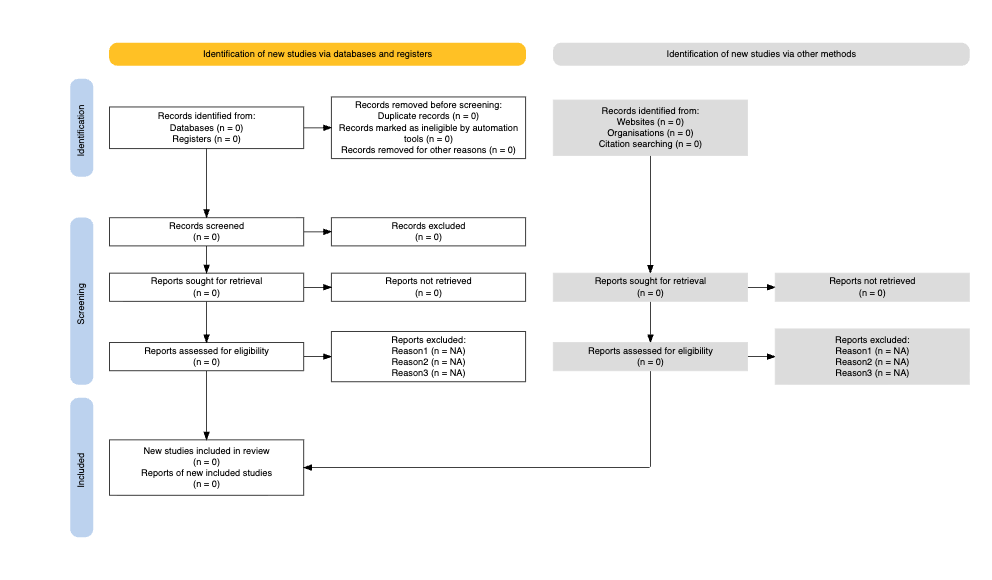 Identification of new studies via databases and registers
Identification of new studies via other methods
Identification
Records identified from:
Databases (n = 0)
Registers (n = 0)
Records removed before screening:
Duplicate records (n = 0)
Records marked as ineligible by automation
tools (n = 0)
Records removed for other reasons (n = 0)
Records identified from:
Websites (n = 0)
Organisations (n = 0)
Citation searching (n = 0)
Screening
Records screened
(n = 0)
Records excluded
(n = 0)
Reports sought for retrieval
(n = 0)
Reports not retrieved
(n = 0)
Reports sought for retrieval
(n = 0)
Reports not retrieved
(n = 0)
Reports assessed for eligibility
(n = 0)
Reports excluded:
Reason1 (n = NA)
Reason2 (n = NA)
Reason3 (n = NA)
Reports assessed for eligibility
(n = 0)
Reports excluded:
Reason1 (n = NA)
Reason2 (n = NA)
Reason3 (n = NA)
Included
New studies included in review
(n = 0)
Reports of new included studies
(n = 0)